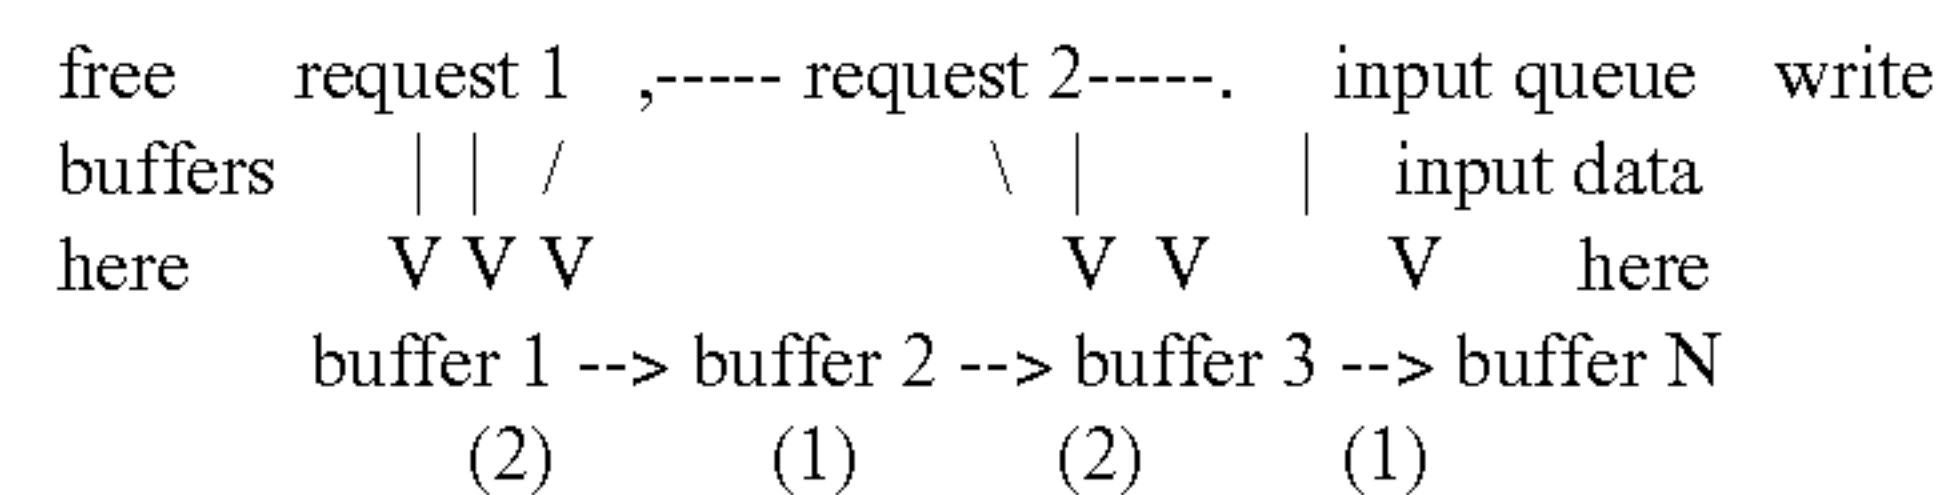 free request 1 ,----- request 2-----. input queue write
buffers | | / \ | | input data
here V V V V V V here
buffer 1 --> buffer 2 --> buffer 3 --> buffer N
(2) (1) (2) (1)